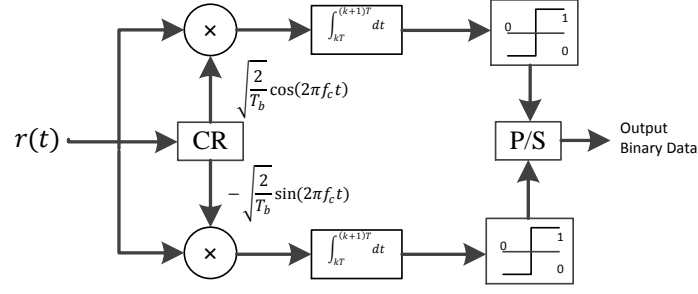 ×
∫_{kT}^{(k+1)T} dt
0 1
0
√(2/T_b) cos(2πf_c t)
r(t)
CR
P/S
Output
Binary Data
−√(2/T_b) sin(2πf_c t)
×
∫_{kT}^{(k+1)T} dt
0 1
0